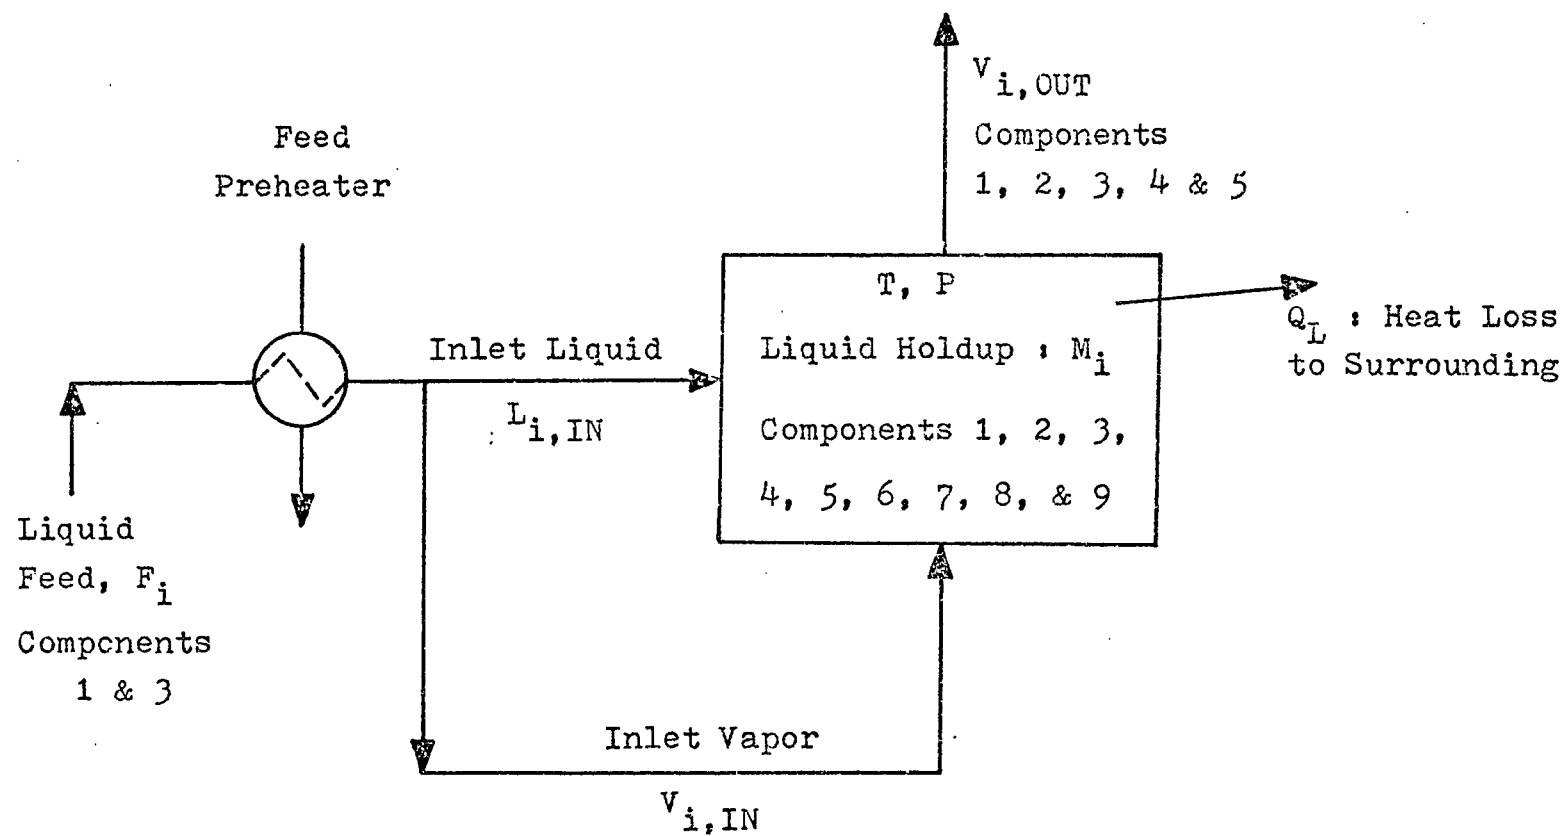 Feed
Preheater
V i,OUT
Components
1, 2, 3, 4 & 5
T, P
Liquid Holdup : M i
Components 1, 2, 3,
4, 5, 6, 7, 8, & 9
Q L : Heat Loss
to Surrounding
Inlet Liquid
L i,IN
Liquid
Feed, F i
Components
1 & 3
Inlet Vapor
V i,IN